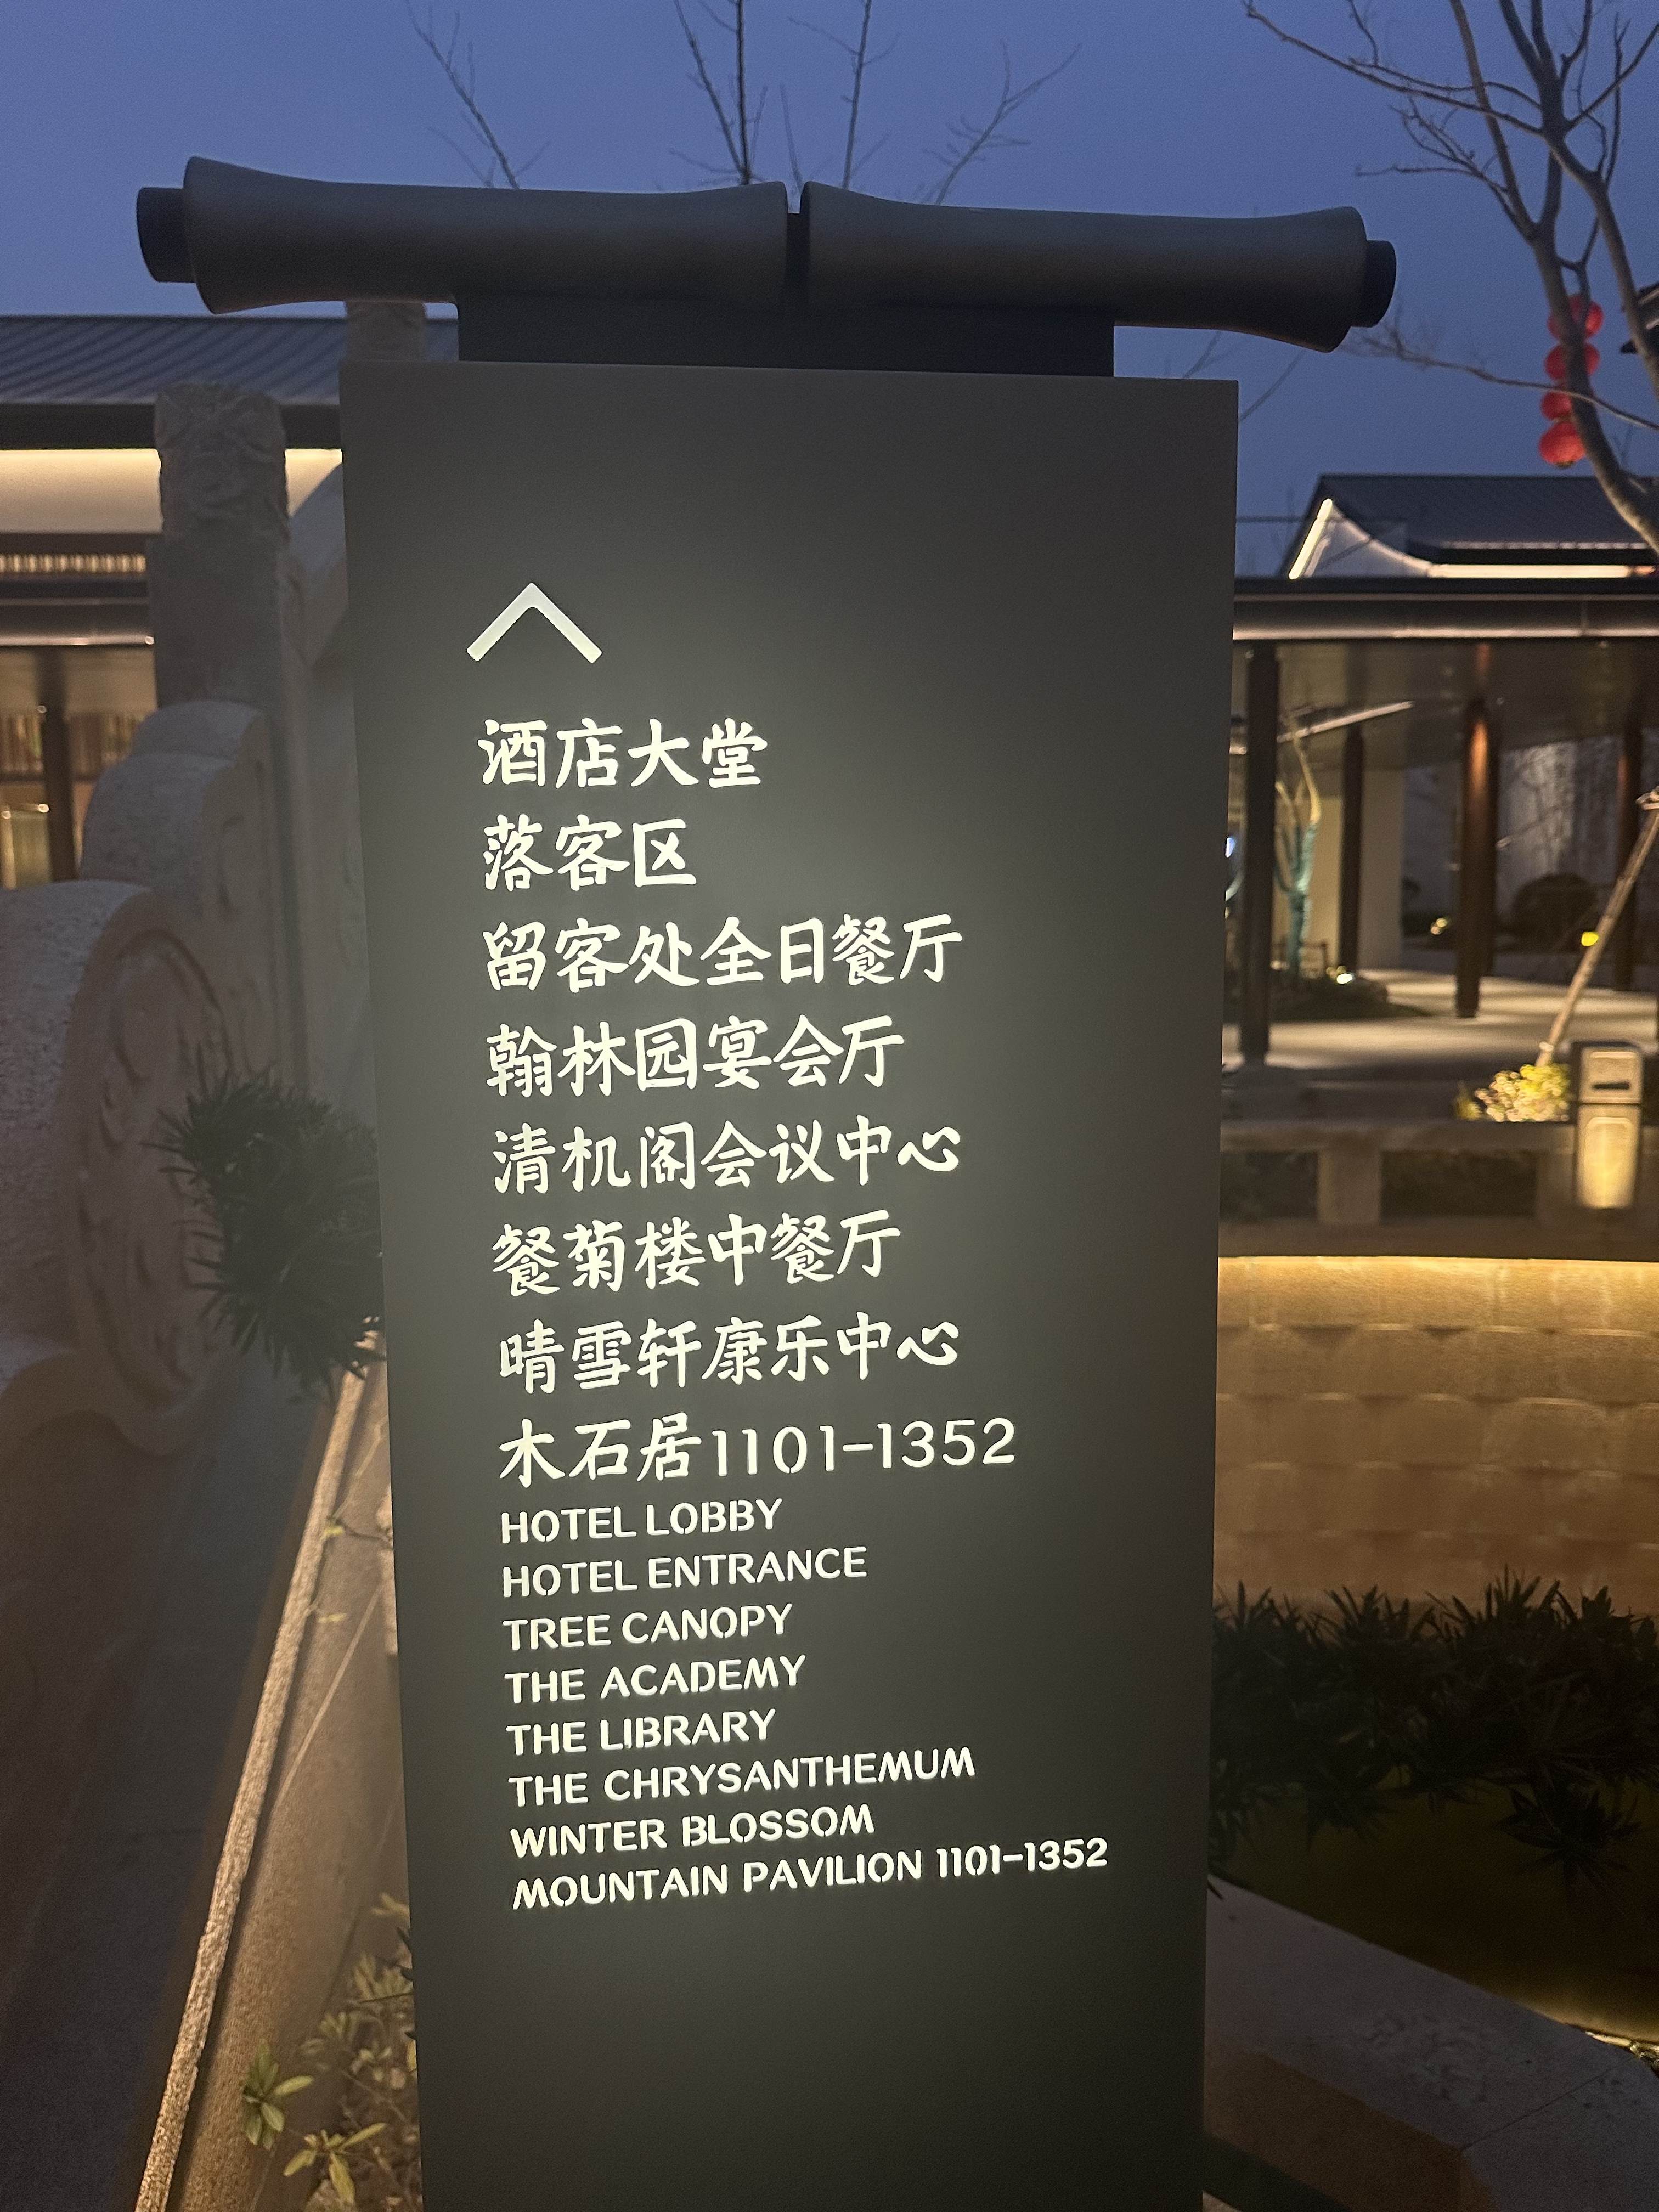 酒店大堂
落客区
留客处全日餐厅
翰林园宴会厅
清机阁会议中心
餐菊楼中餐厅
晴雪轩康乐中心
木石居1101-1352
HOTEL LOBBY
HOTEL ENTRANCE
TREE CANOPY
THE ACADEMY
THE LIBRARY
THE CHRYSANTHEMUM
WINTER BLOSSOM
MOUNTAIN PAVILION 1101-1352